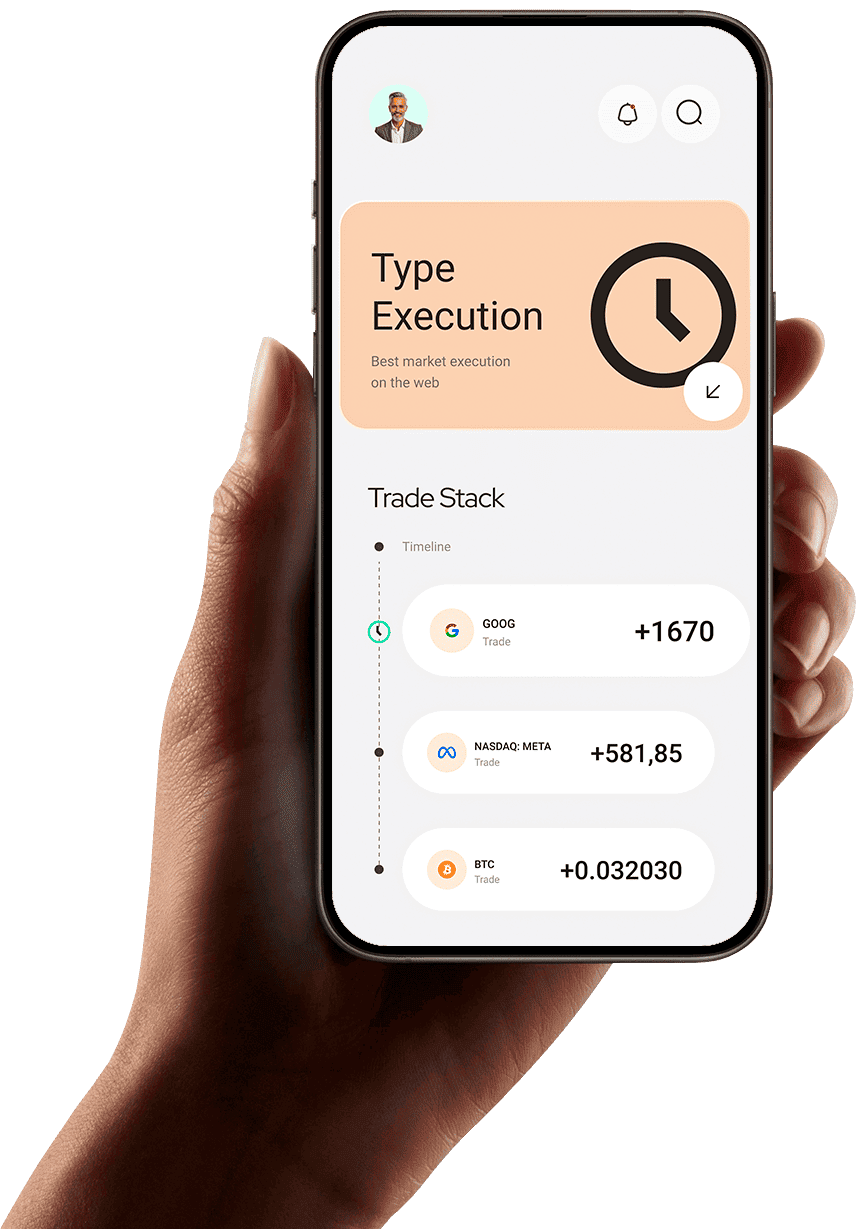 Type
Execution
Best market execution
on the web
Trade Stack
Timeline
GOOG
Trade
+1670
NASDAQ: META
Trade
+581,85
BTC
Trade
+0.032030